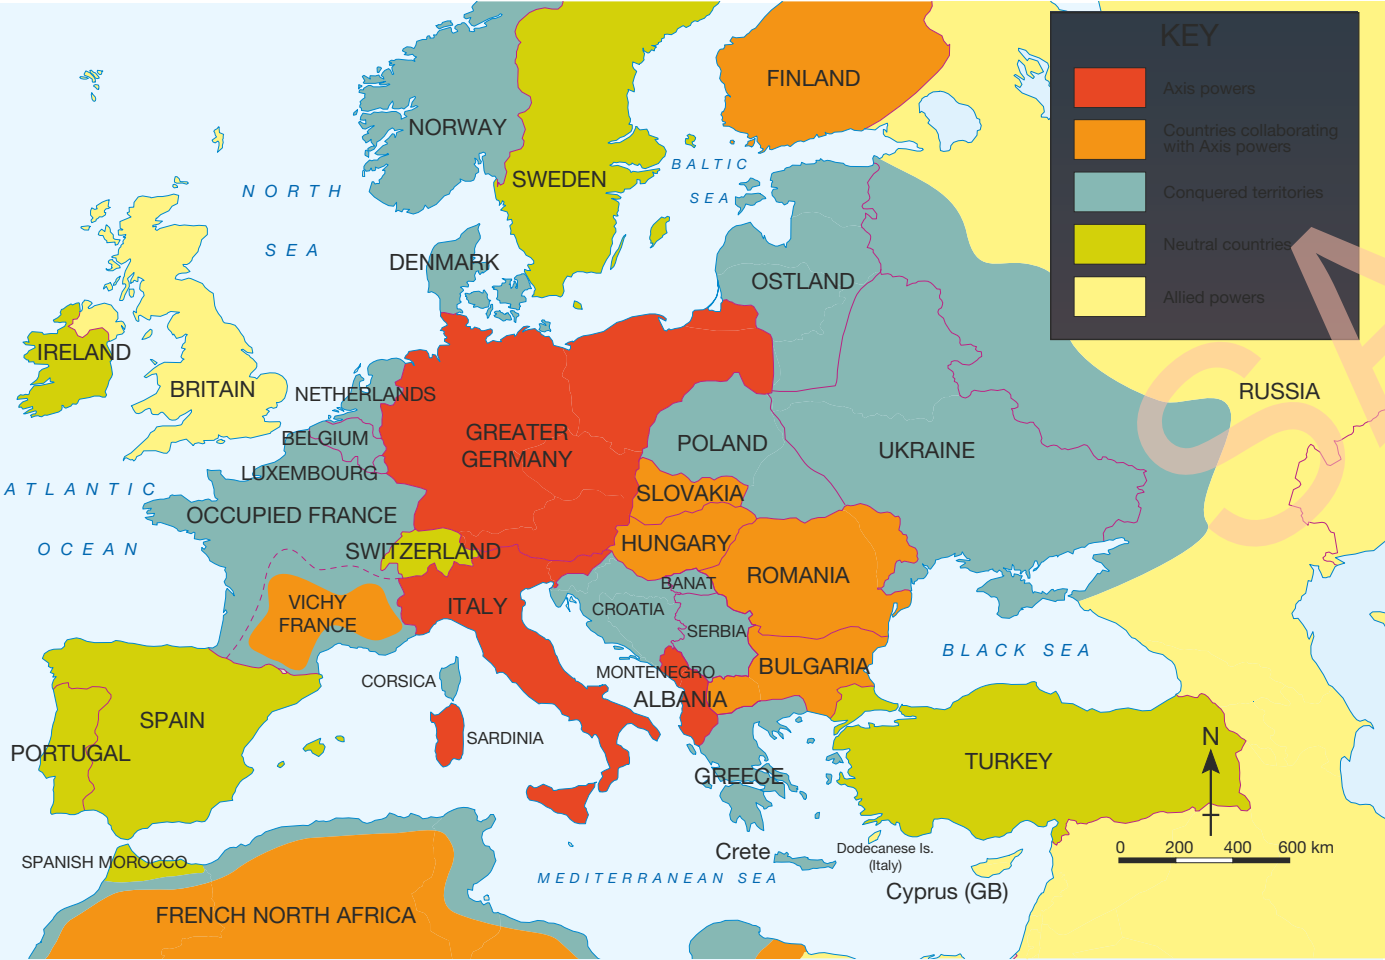 KEY
Axis powers
Countries collaborating
with Axis powers
Conquered territories
Neutral countries
Allied powers
FINLAND
NORWAY
SWEDEN
BALTIC
SEA
NORTH
SEA
DENMARK
OSTLAND
IRELAND
BRITAIN
NETHERLANDS
RUSSIA
BELGIUM
GREATER
GERMANY
POLAND
UKRAINE
LUXEMBOURG
ATLANTIC
OCEAN
SLOVAKIA
OCCUPIED FRANCE
SWITZERLAND
HUNGARY
BANAT
ROMANIA
VICHY
FRANCE
ITALY
CROATIA
SERBIA
BLACK SEA
MONTENEGRO
BULGARIA
CORSICA
ALBANIA
SPAIN
PORTUGAL
SARDINIA
N
TURKEY
GREECE
Crete
Dodecanese Is.
(Italy)
0 200 400 600 km
SPANISH MOROCCO
MEDITERRANEAN SEA
Cyprus (GB)
FRENCH NORTH AFRICA
SA